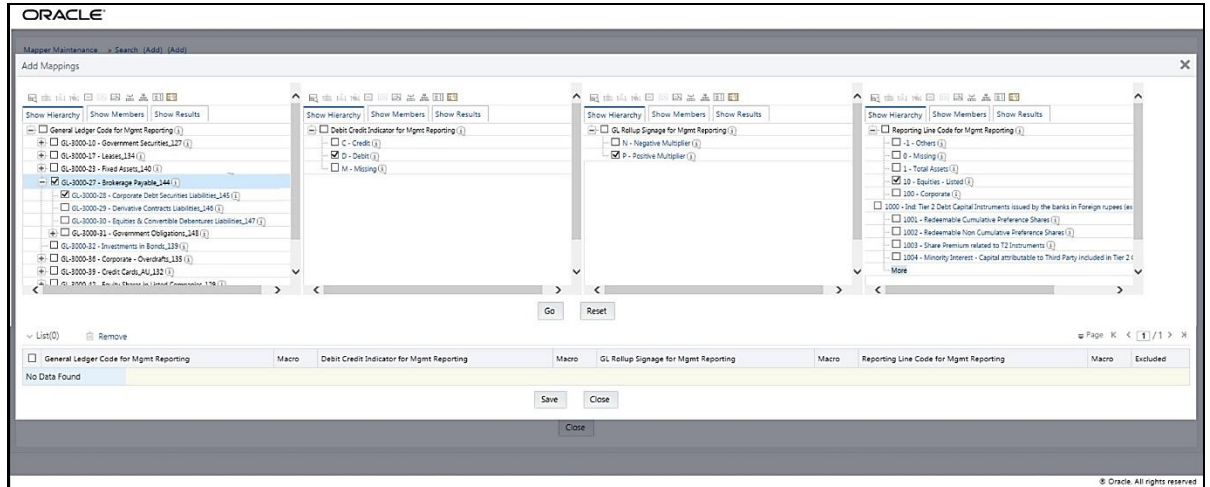 ORACLE
Mapper Maintenance » Search (Add) (Add)
Add Mappings
Show Hierarchy Show Members Show Results
General Ledger Code for Mgmt Reporting
GL-3000-10 - Government Securities_127
GL-3000-17 - Leases_134
GL-3000-23 - Fixed Assets_140
GL-3000-27 - Brokerage Payable_144
GL-3000-28 - Corporate Debt Securities Liabilities_145
GL-3000-29 - Derivative Contracts Liabilities_146
GL-3000-30 - Equities & Convertible Debentures Liabilities_147
GL-3000-31 - Government Obligations_148
GL-3000-32 - Investments in Bonds_139
GL-3000-36 - Corporate - Overdrafts_135
GL-3000-39 - Credit Cards_AU_132
GL-3000-42 - Equity Shares in Listed Companies_129
Show Hierarchy Show Members Show Results
Debit Credit Indicator for Mgmt Reporting
C - Credit
D - Debit
M - Missing
Show Hierarchy Show Members Show Results
GL Rollup Signage for Mgmt Reporting
N - Negative Multiplier
P - Positive Multiplier
Show Hierarchy Show Members Show Results
Reporting Line Code for Mgmt Reporting
-1 - Others
0 - Missing
1 - Total Assets
10 - Equities - Listed
100 - Corporate
1000 - Ind: Tier 2 Debt Capital Instruments issued by the banks in Foreign rupees (ex
1001 - Redeemable Cumulative Preference Shares
1002 - Redeemable Non Cumulative Preference Shares
1003 - Share Premium related to T2 Instruments
1004 - Minority Interest - Capital attributable to Third Party included in Tier 2
More
Go Reset
List(0) Remove
Page 1 / 1
General Ledger Code for Mgmt Reporting Macro Debit Credit Indicator for Mgmt Reporting Macro GL Rollup Signage for Mgmt Reporting Macro Reporting Line Code for Mgmt Reporting Macro Excluded
No Data Found
Save Close
Close
© Oracle. All rights reserved